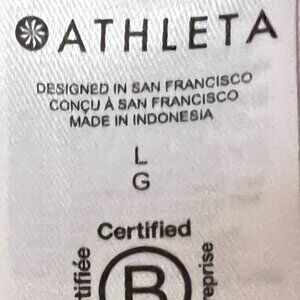 ATHLETA
DESIGNED IN SAN FRANCISCO
CONÇU À SAN FRANCISCO
MADE IN INDONESIA
L
G
Certified
B